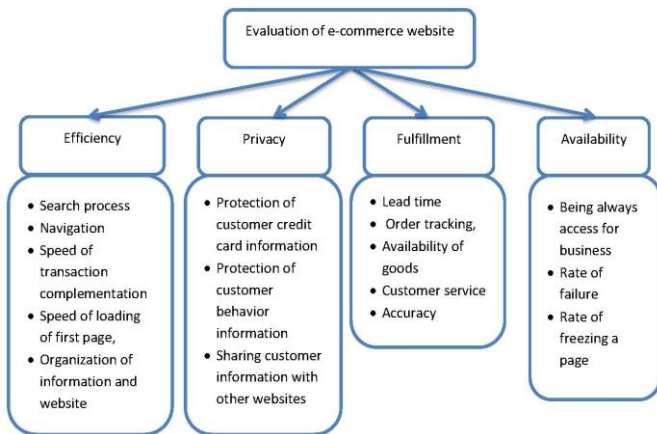 Evaluation of e-commerce website
Efficiency
Privacy
Fulfillment
Availability
• Search process
• Navigation
• Speed of
transaction
complementation
• Speed of loading
of first page,
• Organization of
information and
website
• Protection of
customer credit
card information
• Protection of
customer
behavior
information
• Sharing customer
information with
other websites
• Lead time
• Order tracking,
• Availability of
goods
• Customer service
• Accuracy
• Being always
access for
business
• Rate of
failure
• Rate of
freezing a
page